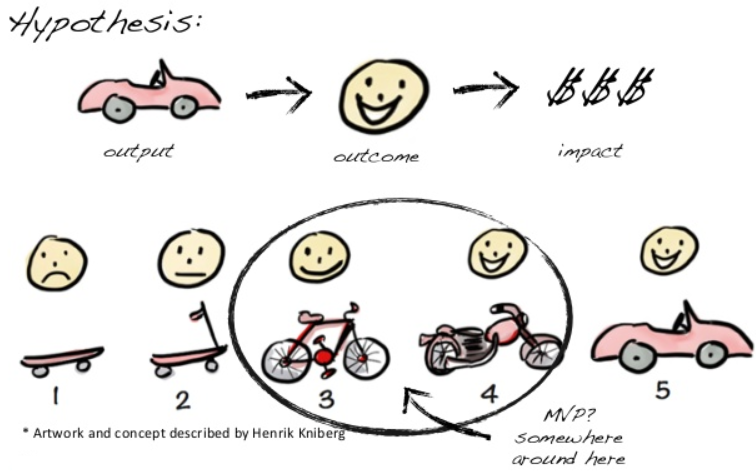 Hypothesis:
$$$
output
outcome
impact
1
2
3
4
5
MVP?
somewhere
around here
* Artwork and concept described by Henrik Kniberg